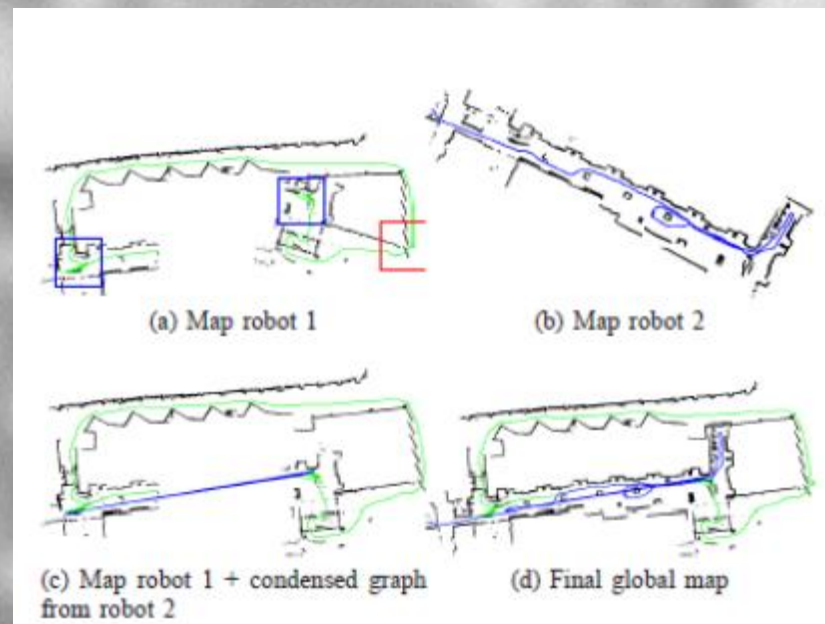 (a) Map robot 1
(b) Map robot 2
(c) Map robot 1 + condensed graph
from robot 2
(d) Final global map